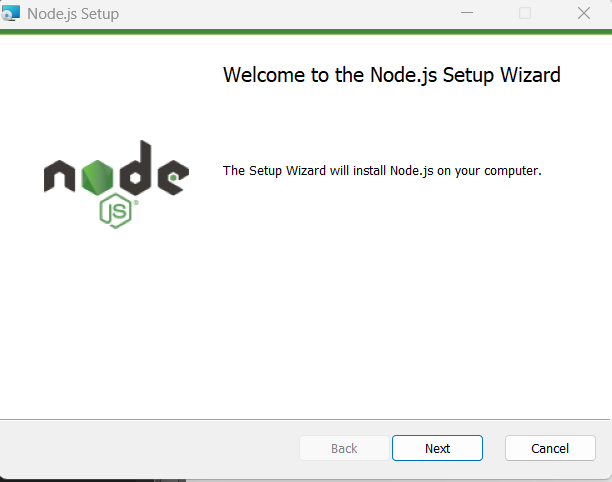 Node.js Setup
Welcome to the Node.js Setup Wizard
node
JS
®
The Setup Wizard will install Node.js on your computer.
Back
Next
Cancel